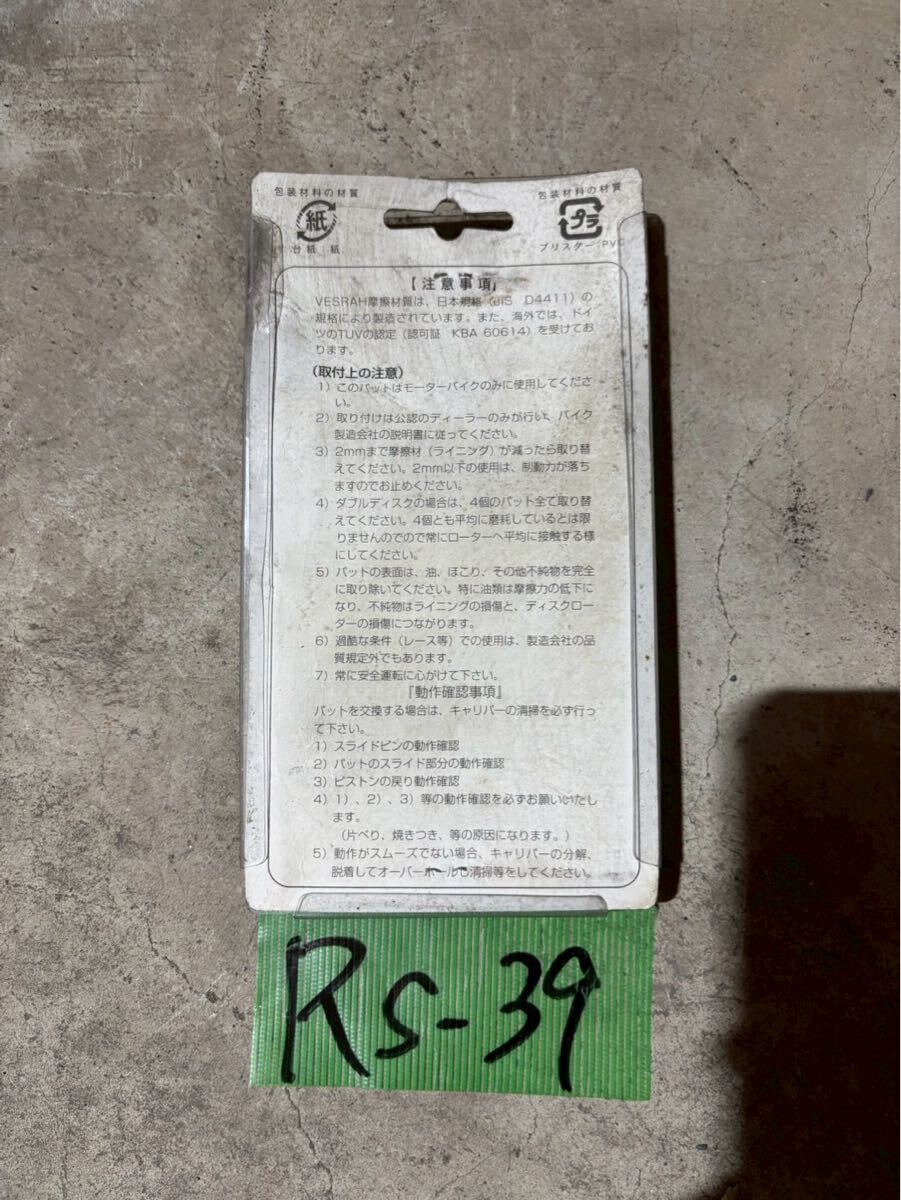 包装材料の材質
包装材料の材質
紙
プラ
台紙：紙
ブリスター：PVC
【注意事項】
VESRAH摩擦材質は、日本規格（JIS D4411）の
規格により製造されています。また、海外では、ドイ
ツのTUVの認定（認可証 KBA 60614）を受けてお
ります。
（取付上の注意）
1）このパットはモーターバイクのみに使用してくださ
い。
2）取り付けは公認のディーラーのみが行い、バイク
製造会社の説明書に従ってください。
3）2mmまで摩擦材（ライニング）が減ったら取り替
えてください。2mm以下の使用は、制動力が落ち
ますのでお止めください。
4）ダブルディスクの場合は、4個のパット全て取り替
えてください。4個とも平均に磨耗しているとは限
りませんのでので常にローターへ平均に接触する様
にしてください。
5）パットの表面は、油、ほこり、その他不純物を完全
に取り除いてください。特に油類は摩擦力の低下に
なり、不純物はライニングの損傷と、ディスクロー
ターの損傷につながります。
6）過酷な条件（レース等）での使用は、製造会社の品
質規定外でもあります。
7）常に安全運転に心がけて下さい。
『動作確認事項』
パットを交換する場合は、キャリパーの清掃を必ず行っ
て下さい。
1）スライドピンの動作確認
2）パットのスライド部分の動作確認
3）ピストンの戻り動作確認
4）1）、2）、3）等の動作確認を必ずお願いいたし
ます。
（片べり、焼きつき、等の原因になります。）
5）動作がスムーズでない場合、キャリパーの分解、
脱着してオーバーホールし清掃等をしてください。
Rs-39